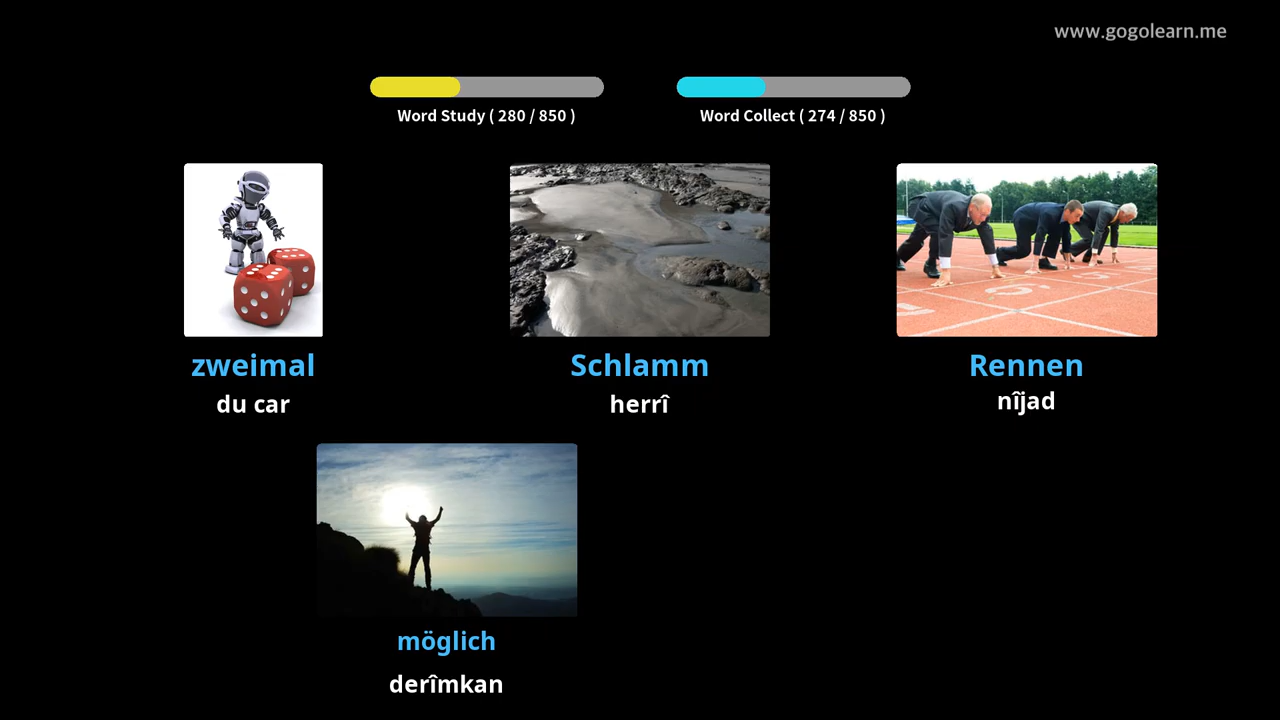 www.gogolearn.me
Word Study ( 280 / 850 )
Word Collect ( 274 / 850 )
zweimal
du car
Schlamm
herrî
Rennen
nîjad
möglich
derîmkan